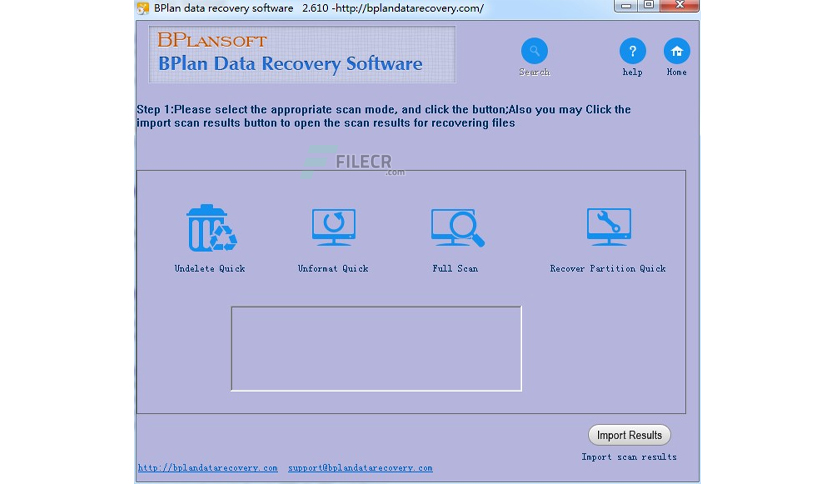 BPlan data recovery software 2.610 -http://bplandatarecovery.com/
BPLANSOFT
BPlan Data Recovery Software
Search
help
Home
Step 1:Please select the appropriate scan mode, and click the button;Also you may Click the
import scan results button to open the scan results for recovering files
FILECR
.com
Undelete Quick
Unformat Quick
Full Scan
Recover Partition Quick
Import Results
Import scan results
http://bplandatarecovery.com support@bplandatarecovery.com